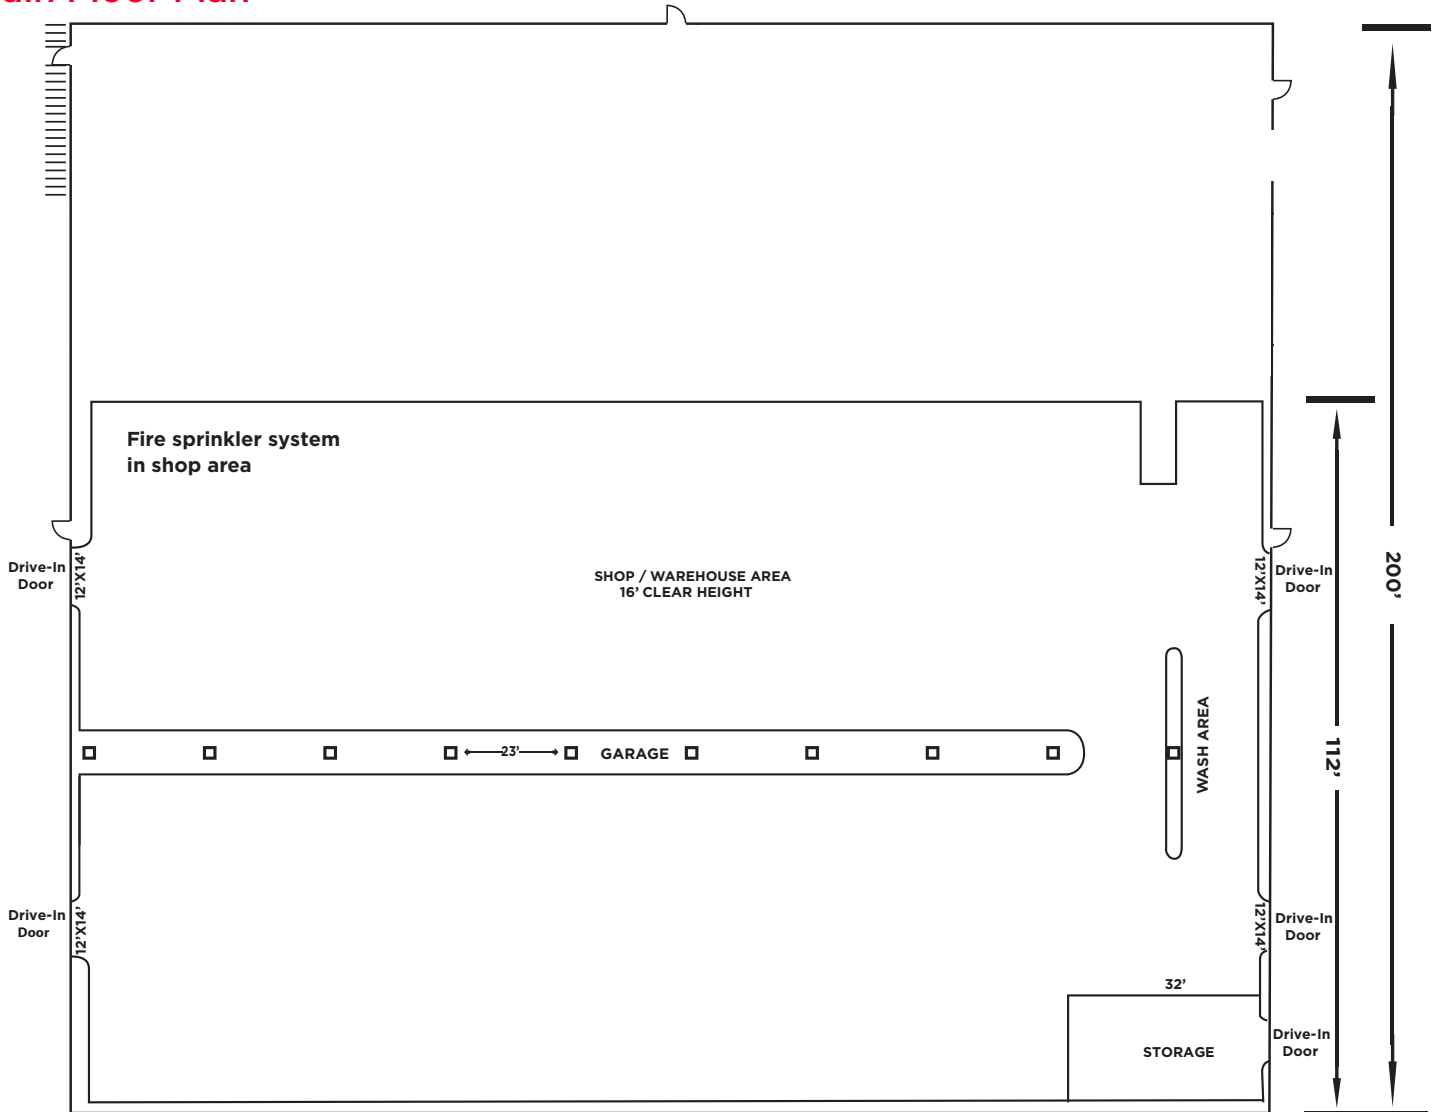 Floor Plan
Fire sprinkler system
in shop area
Drive-In
Door
12'X14'
SHOP / WAREHOUSE AREA
16' CLEAR HEIGHT
12'X14'
Drive-In
Door
200'
23'
GARAGE
WASH AREA
112'
Drive-In
Door
12'X14'
12'X14'
Drive-In
Door
32'
STORAGE
Drive-In
Door